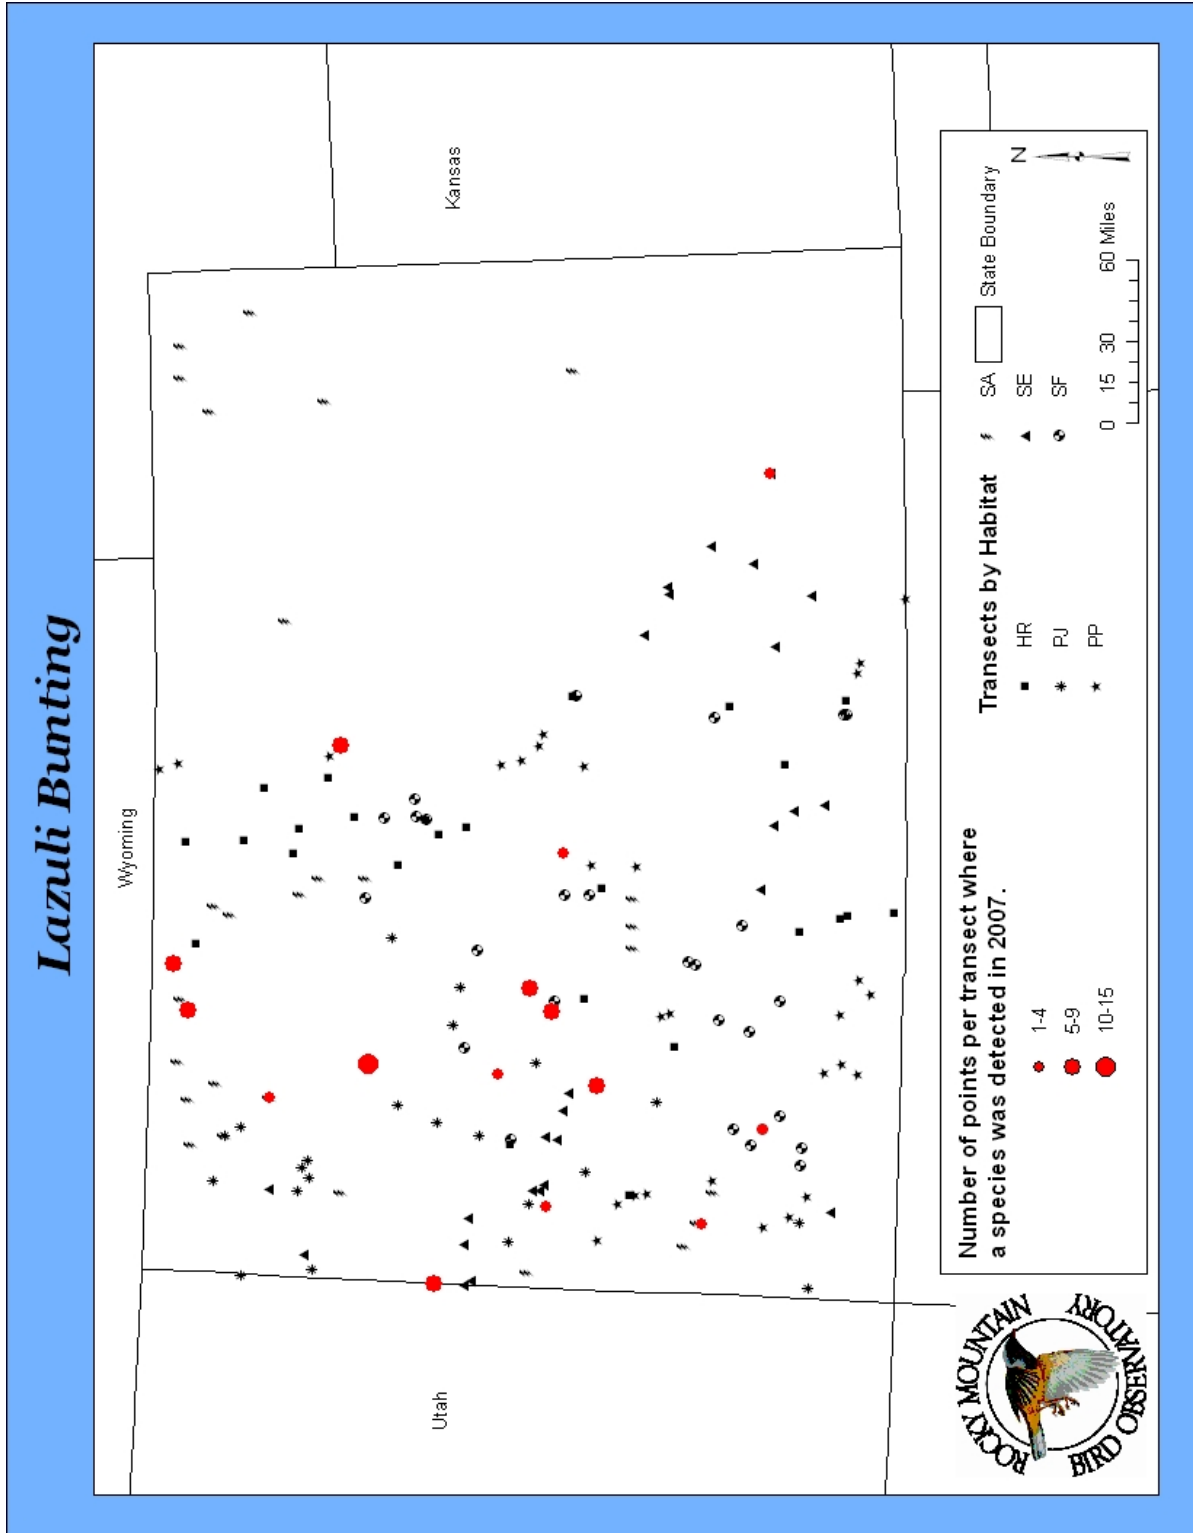 Lazuli Bunting
Wyoming
Utah
Kansas
Number of points per transect where
a species was detected in 2007.
1-4
5-9
10-15
Transects by Habitat
HR
PJ
PP
SA
SE
SF
State Boundary
N
0 15 30 60 Miles
ROCKY MOUNTAIN
BIRD OBSERVATORY